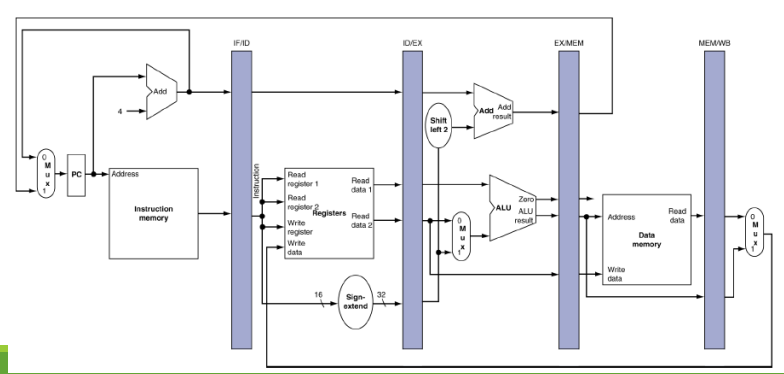 IF/ID
ID/EX
EX/MEM
MEM/WB
Add
4
Add
Add
result
Shift
left 2
0
M
u
x
1
PC
Address
Instruction
memory
Instruction
Read
register 1
Read
register 2
Registers
Write
register
Write
data
Read
data 1
Read
data 2
16
Sign-
extend
32
0
M
u
x
1
ALU
Zero
ALU
result
Address
Read
data
Data
memory
Write
data
0
M
u
x
1